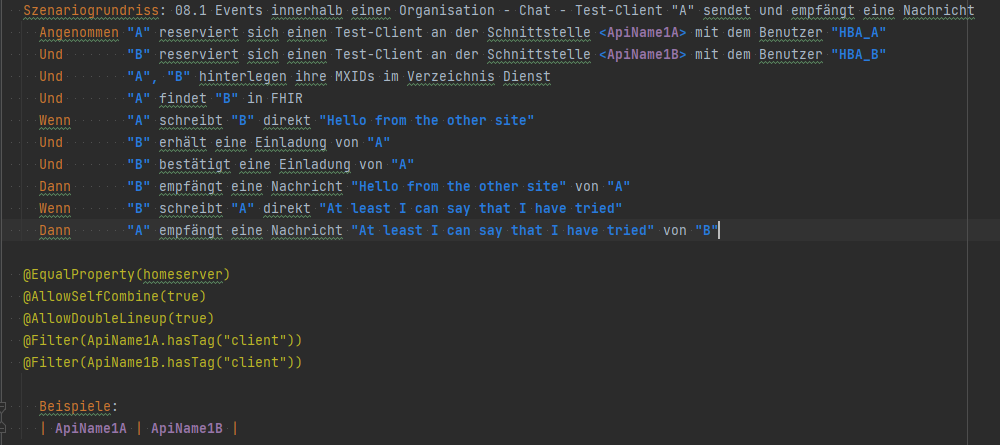 Szenariogrundriss: 08.1 Events innerhalb einer Organisation - Chat - Test-Client "A" sendet und empfängt eine Nachricht
Angenommen "A" reserviert sich einen Test-Client an der Schnittstelle <ApiName1A> mit dem Benutzer "HBA_A"
Und "B" reserviert sich einen Test-Client an der Schnittstelle <ApiName1B> mit dem Benutzer "HBA_B"
Und "A", "B" hinterlegen ihre MXIDs im Verzeichnis Dienst
Und "A" findet "B" in FHIR
Wenn "A" schreibt "B" direkt "Hello from the other site"
Und "B" erhält eine Einladung von "A"
Und "B" bestätigt eine Einladung von "A"
Dann "B" empfängt eine Nachricht "Hello from the other site" von "A"
Wenn "B" schreibt "A" direkt "At least I can say that I have tried"
Dann "A" empfängt eine Nachricht "At least I can say that I have tried" von "B"
@EqualProperty(homeserver)
@AllowSelfCombine(true)
@AllowDoubleLineup(true)
@Filter(ApiName1A.hasTag("client"))
@Filter(ApiName1B.hasTag("client"))
Beispiele:
| ApiName1A | ApiName1B |